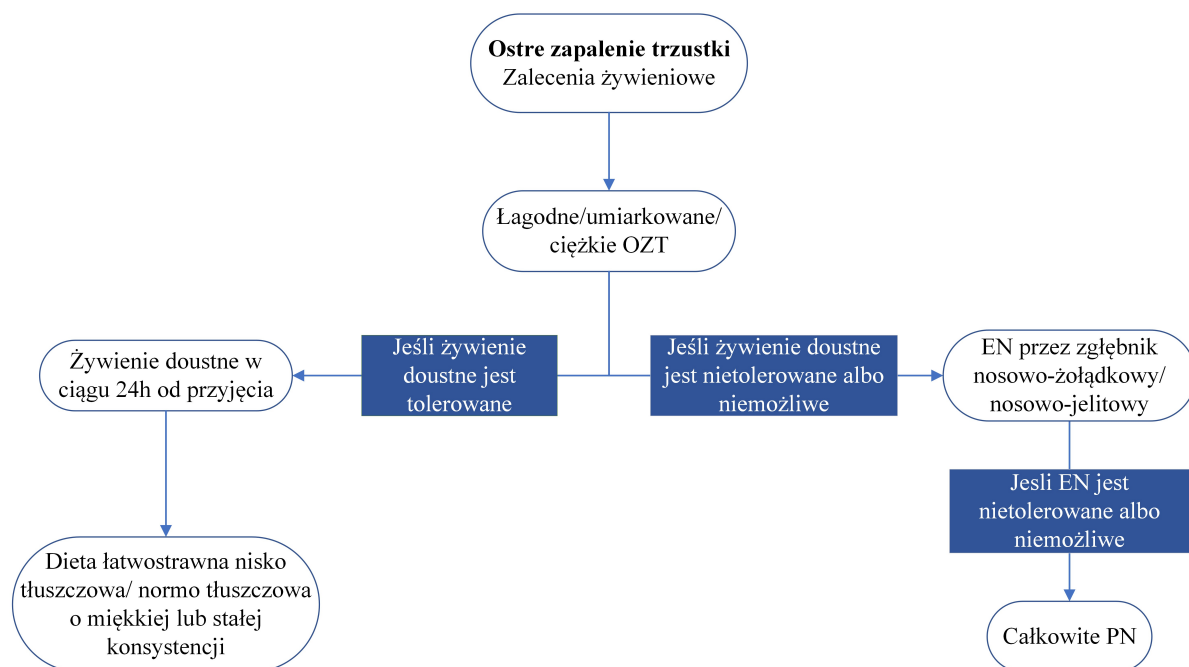 Ostre zapalenie trzustki
Zalecenia żywieniowe
Łagodne/umiarkowane/
ciężkie OZT
Żywienie doustne w
ciągu 24h od przyjęcia
Jeśli żywienie
doustne jest
tolerowane
Jeśli żywienie doustne
jest nietolerowane albo
niemożliwe
EN przez zgłębnik
nosowo-żołądkowy/
nosowo-jelitowy
Jesli EN jest
nietolerowane albo
niemożliwe
Dieta łatwostrawna nisko
tłuszczowa/ normo tłuszczowa
o miękkiej lub stałej
konsystencji
Całkowite PN